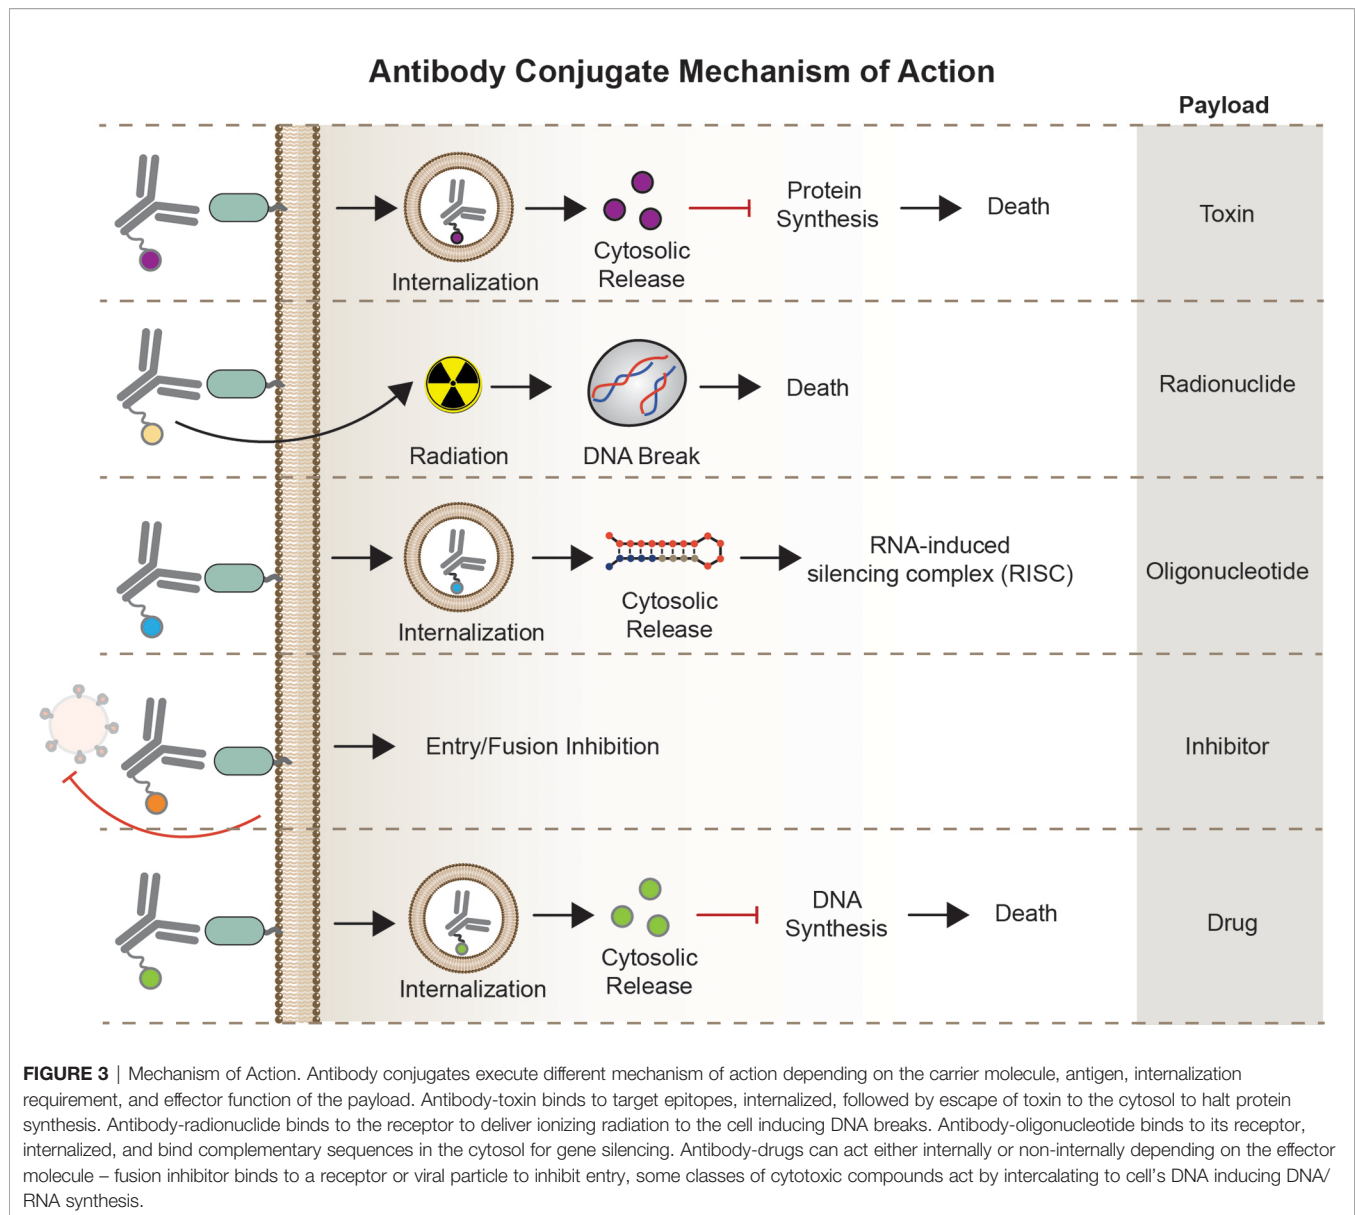 Antibody Conjugate Mechanism of Action
Payload
Internalization
Cytosolic
Release
Protein
Synthesis
Death
Toxin
Radiation
DNA Break
Death
Radionuclide
Internalization
Cytosolic
Release
RNA-induced
silencing complex (RISC)
Oligonucleotide
Entry/Fusion Inhibition
Inhibitor
Internalization
Cytosolic
Release
DNA
Synthesis
Death
Drug
FIGURE 3 | Mechanism of Action. Antibody conjugates execute different mechanism of action depending on the carrier molecule, antigen, internalization
requirement, and effector function of the payload. Antibody-toxin binds to target epitopes, internalized, followed by escape of toxin to the cytosol to halt protein
synthesis. Antibody-radionuclide binds to the receptor to deliver ionizing radiation to the cell inducing DNA breaks. Antibody-oligonucleotide binds to its receptor,
internalized, and bind complementary sequences in the cytosol for gene silencing. Antibody-drugs can act either internally or non-internally depending on the effector
molecule – fusion inhibitor binds to a receptor or viral particle to inhibit entry, some classes of cytotoxic compounds act by intercalating to cell's DNA inducing DNA/
RNA synthesis.